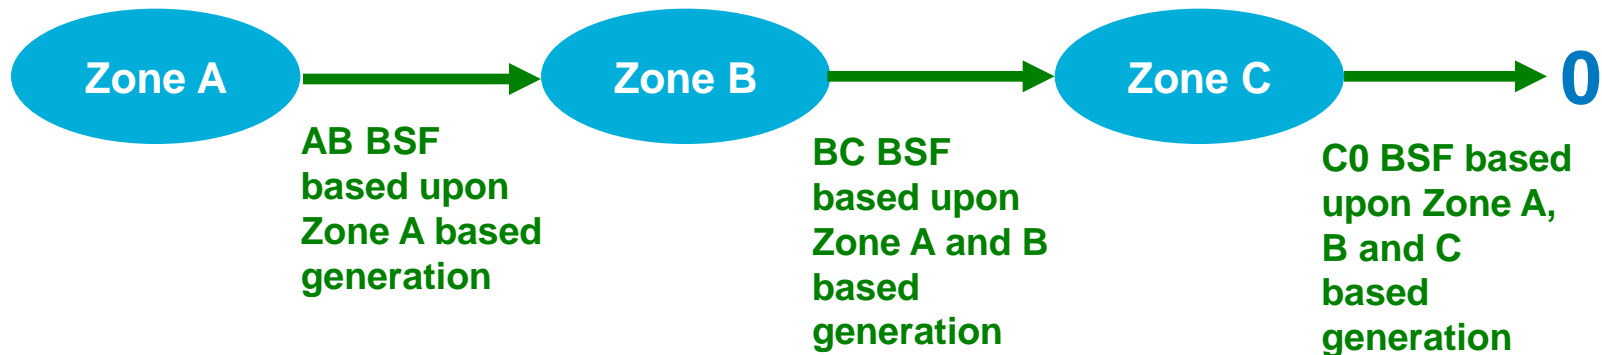 Zone A
Zone B
Zone C
0
AB BSF
based upon
Zone A based
generation
BC BSF
based upon
Zone A and B
based
generation
C0 BSF based
upon Zone A,
B and C
based
generation